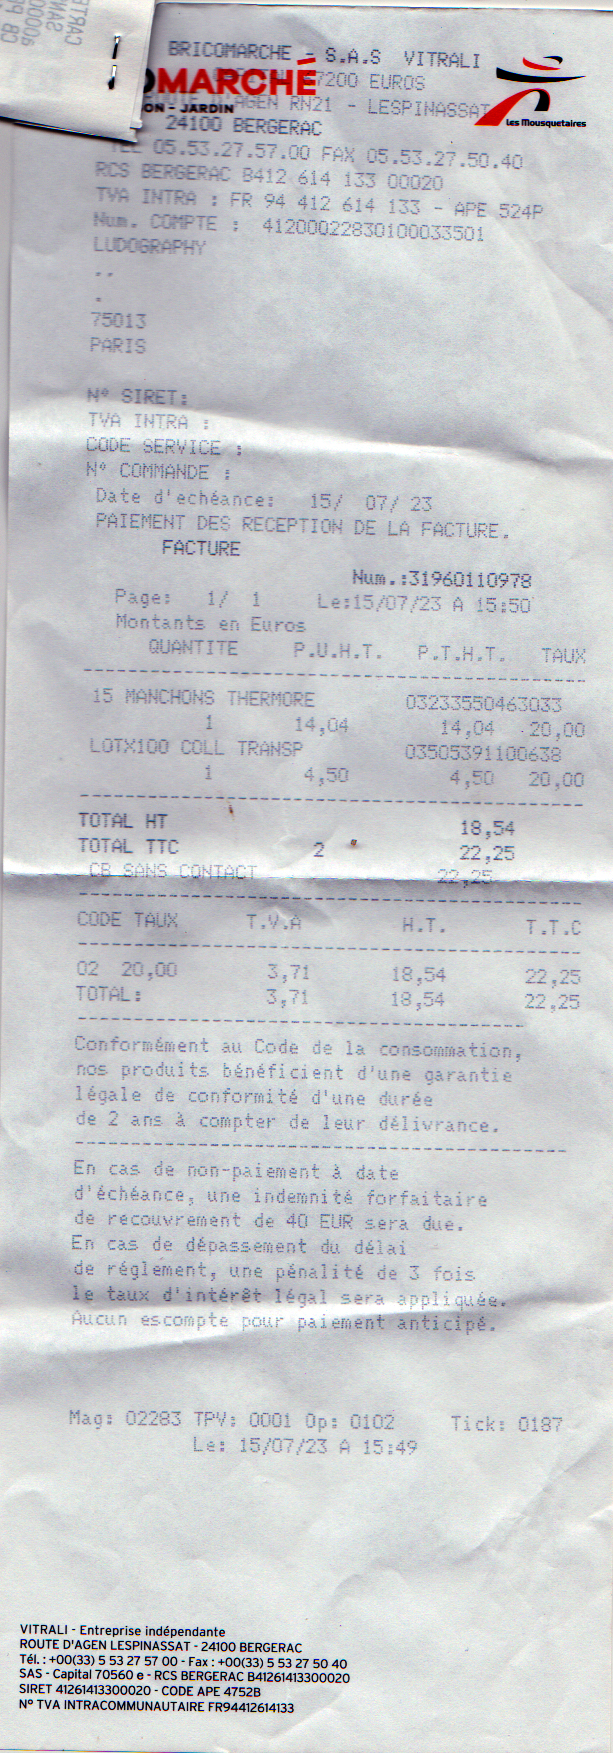 CARTE
SANS
CB
BRICOMARCHE - S.A.S VITRALI
7200 EUROS
OMARCHÉ
ON - JARDIN
AGEN RN21 - LESPINASSAT
Les Mousquetaires
24100 BERGERAC
TEL 05.53.27.57.00 FAX 05.53.27.50.40
RCS BERGERAC B412 614 133 00020
TVA INTRA : FR 94 412 614 133 - APE 524P
Num. COMPTE : 41200022830100033501
LUDOGRAPHY
..
.
75013
PARIS
N° SIRET:
TVA INTRA :
CODE SERVICE :
N° COMMANDE :
Date d'echéance: 15/ 07/ 23
PAIEMENT DES RECEPTION DE LA FACTURE.
FACTURE
Num.:31960110978
Page: 1/ 1 Le:15/07/23 A 15:50
Montants en Euros
QUANTITE P.U.H.T. P.T.H.T. TAUX
15 MANCHONS THERMORE 03233550463033
1 14,04 14,04 20,00
LOTX100 COLL TRANSP 03505391100638
1 4,50 4,50 20,00
TOTAL HT 18,54
TOTAL TTC 2 " 22,25
CB SANS CONTACT 22,25
CODE TAUX T.V.A H.T. T.T.C
02 20,00 3,71 18,54 22,25
TOTAL: 3,71 18,54 22,25
Conformément au Code de la consommation,
nos produits bénéficient d'une garantie
légale de conformité d'une durée
de 2 ans à compter de leur délivrance.
En cas de non-paiement à date
d'échéance, une indemnité forfaitaire
de recouvrement de 40 EUR sera due.
En cas de dépassement du délai
de règlement, une pénalité de 3 fois
le taux d'intérêt légal sera appliquée.
Aucun escompte pour paiement anticipé.
Mag: 02283 TPV: 0001 Op: 0102 Tick: 0187
Le: 15/07/23 A 15:49
VITRALI - Entreprise indépendante
ROUTE D'AGEN LESPINASSAT - 24100 BERGERAC
Tél. : +00(33) 5 53 27 57 00 - Fax : +00(33) 5 53 27 50 40
SAS - Capital 70560 e - RCS BERGERAC B41261413300020
SIRET 41261413300020 - CODE APE 4752B
N° TVA INTRACOMMUNAUTAIRE FR94412614133